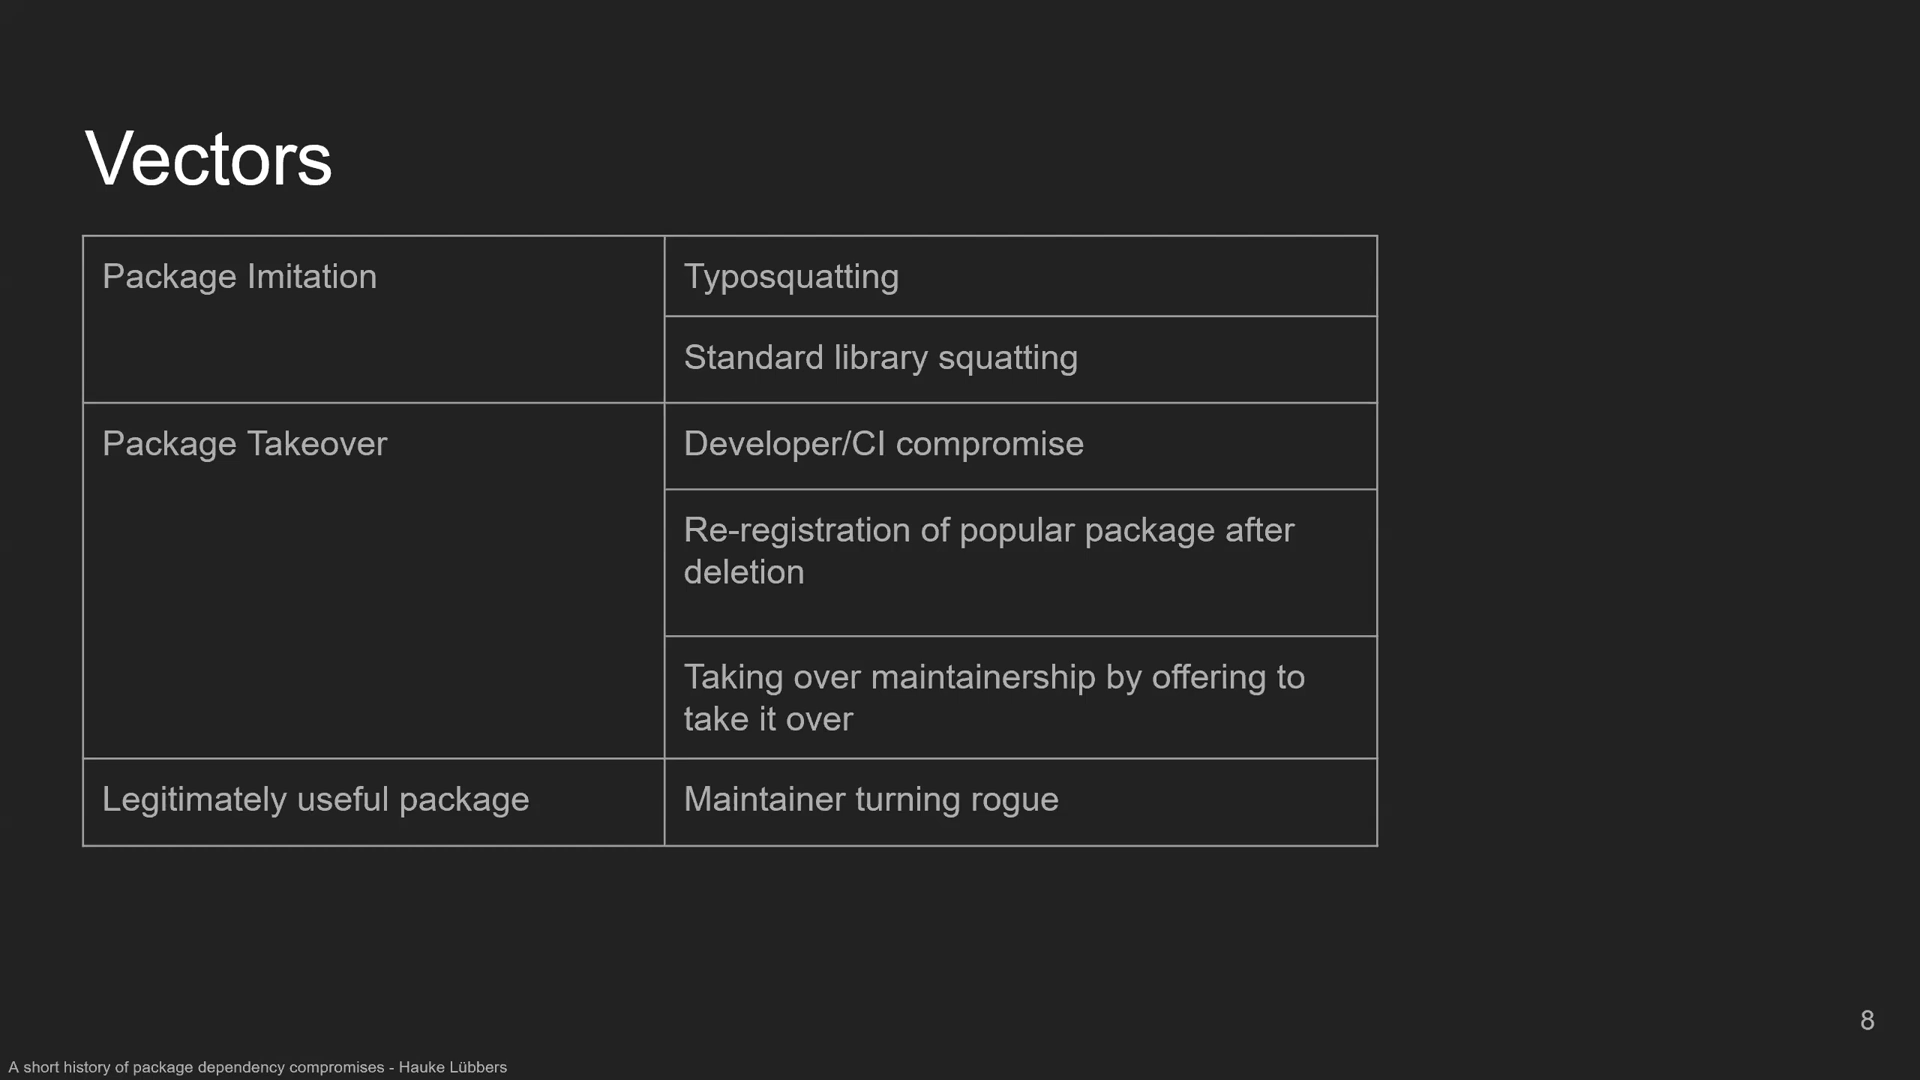 Vectors
Package Imitation
Typosquatting
Standard library squatting
Package Takeover
Developer/CI compromise
Re-registration of popular package after
deletion
Taking over maintainership by offering to
take it over
Legitimately useful package
Maintainer turning rogue
8
A short history of package dependency compromises - Hauke Lübbers